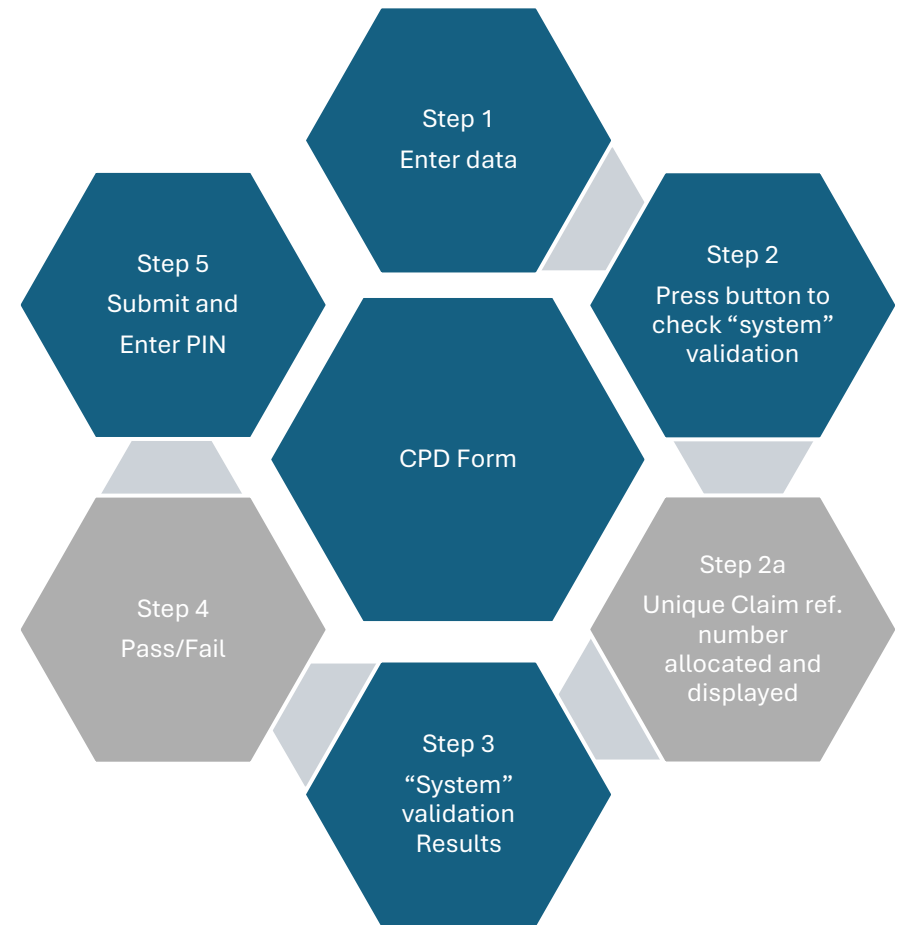 Step 1
Enter data
Step 2
Press button to
check “system”
validation
Step 2a
Unique Claim ref.
number
allocated and
displayed
Step 3
“System”
validation
Results
Step 4
Pass/Fail
Step 5
Submit and
Enter PIN
CPD Form